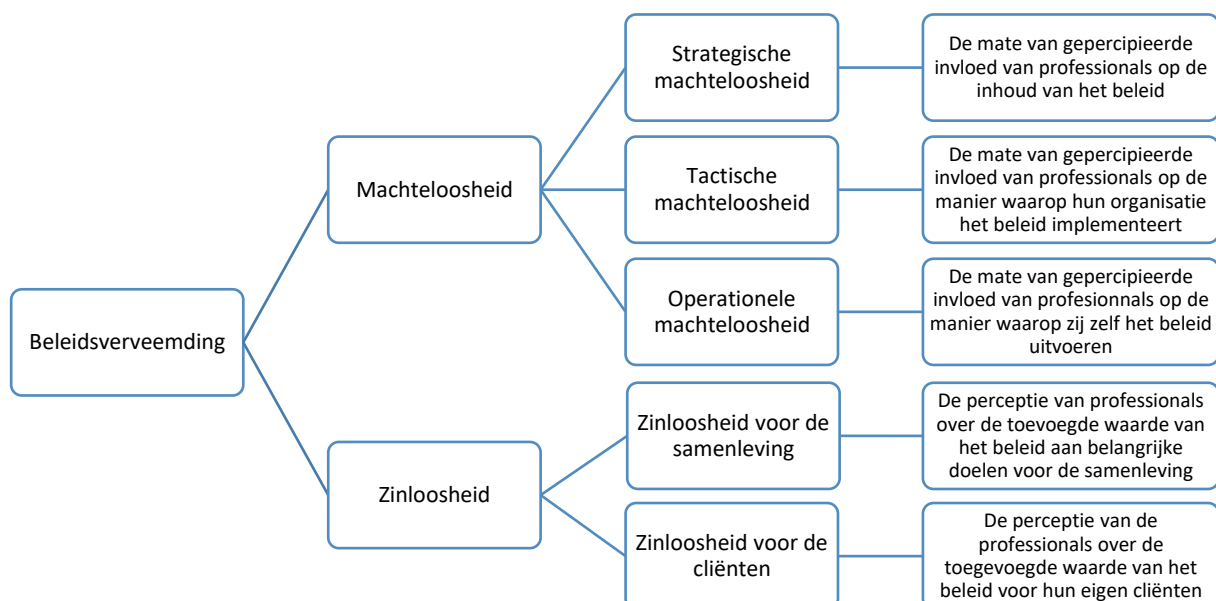 Strategische
machteloosheid
De mate van gepercipieerde
invloed van professionals op de
inhoud van het beleid
Machteloosheid
Tactische
machteloosheid
De mate van gepercipieerde
invloed van professionals op de
manier waarop hun organisatie
het beleid implementeert
Operationele
machteloosheid
De mate van gepercipieerde
invloed van profesionnals op de
manier waarop zij zelf het beleid
uitvoeren
Beleidsverveemding
Zinloosheid
Zinloosheid voor de
samenleving
De perceptie van professionals
over de toevoegde waarde van
het beleid aan belangrijke
doelen voor de samenleving
Zinloosheid voor de
cliënten
De perceptie van de
professionals over de
toegevoegde waarde van het
beleid voor hun eigen cliënten